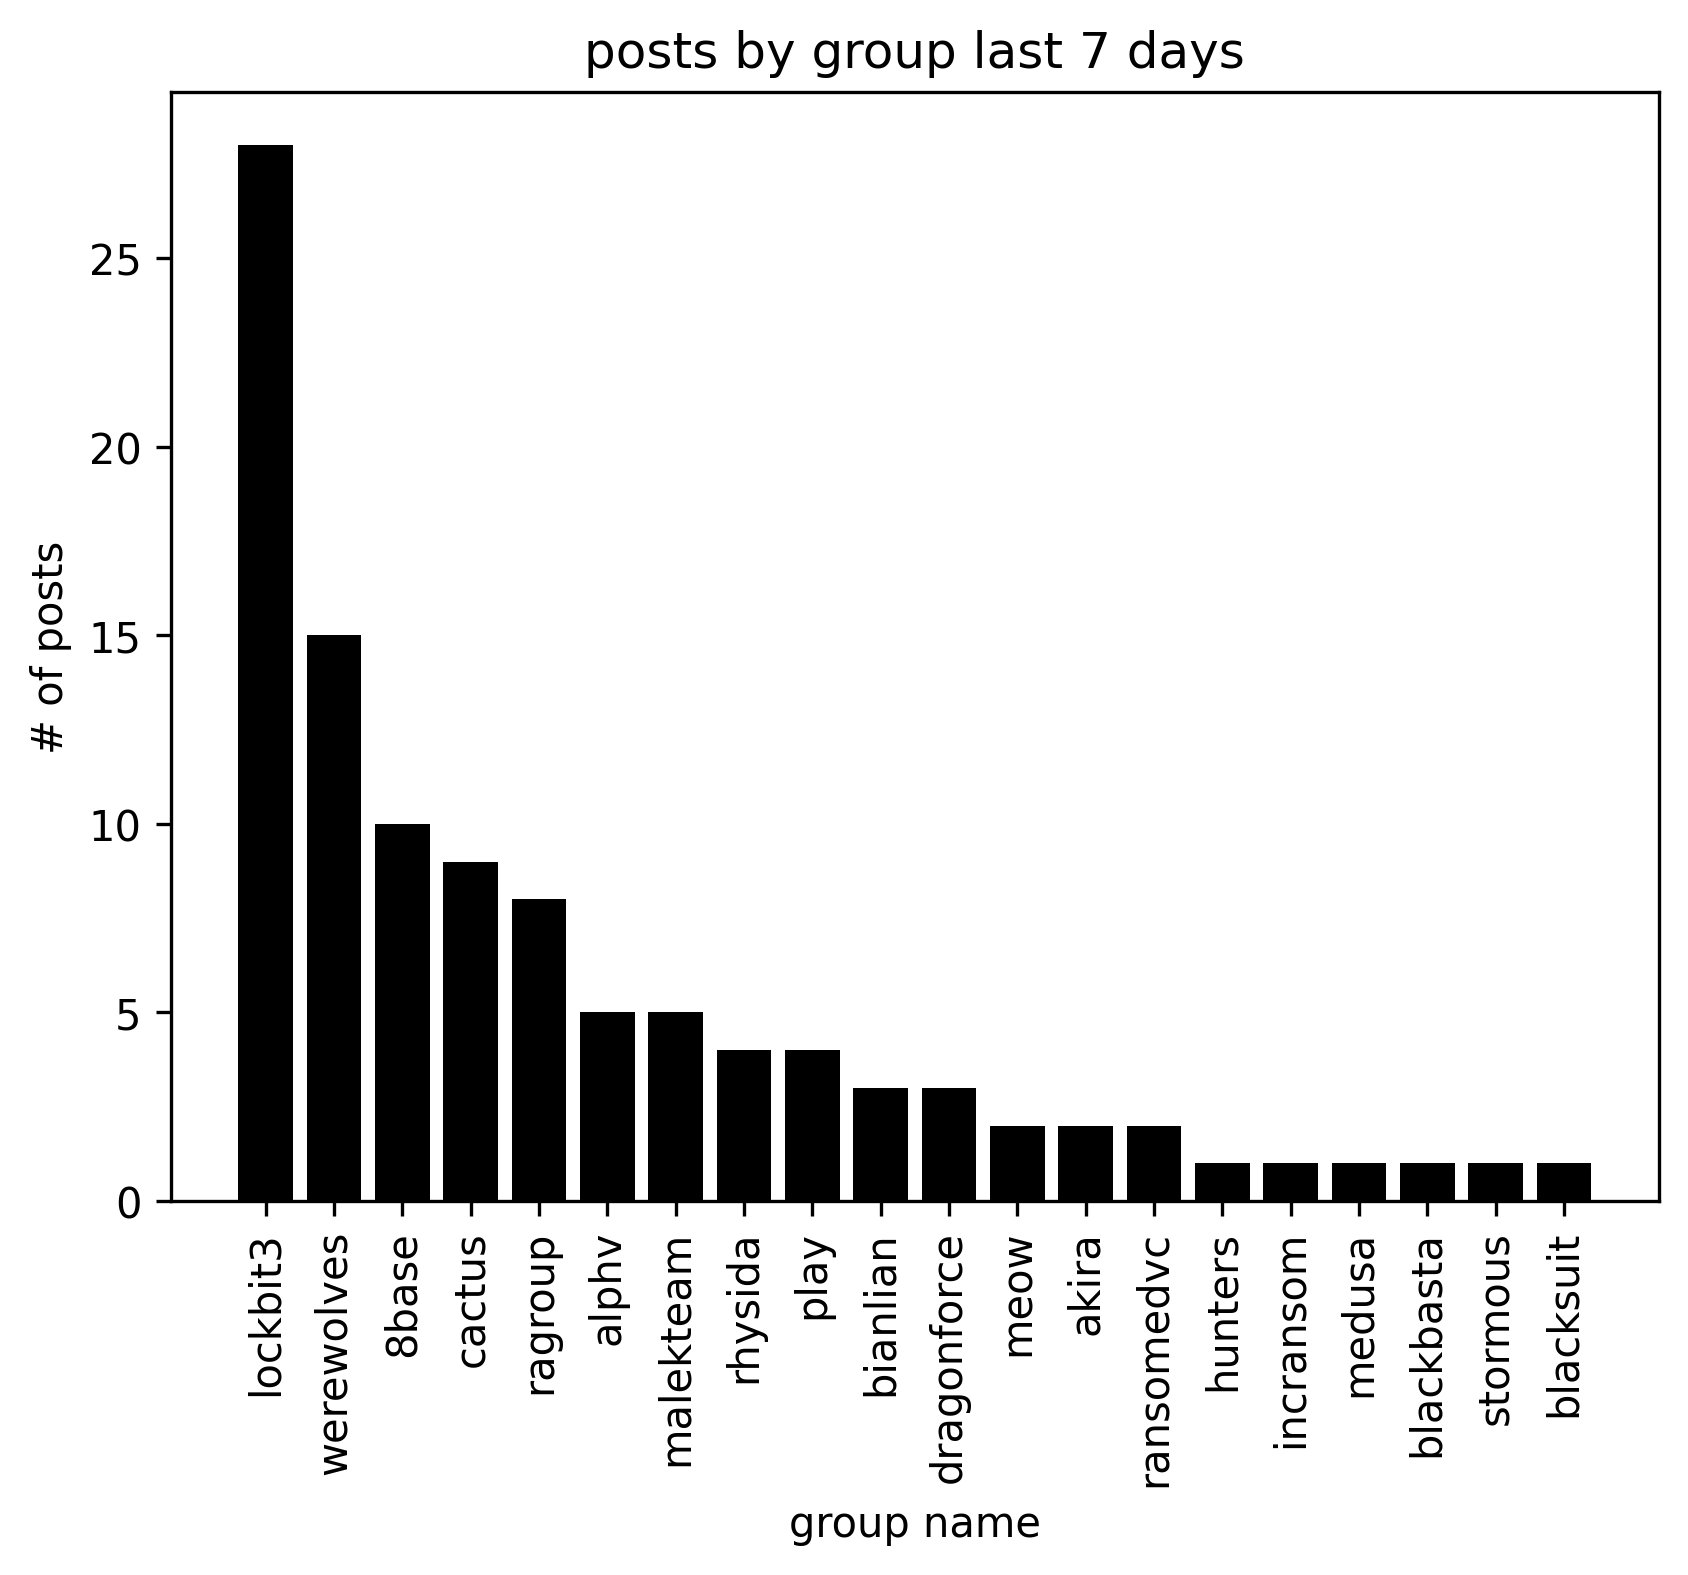 posts by group last 7 days
# of posts
25
20
15
10
5
0
lockbit3
werewolves
8base
cactus
ragroup
alphv
malekteam
rhysida
play
bianlian
dragonforce
meow
akira
ransomedvc
hunters
incransom
medusa
blackbasta
stormous
blacksuit
group name